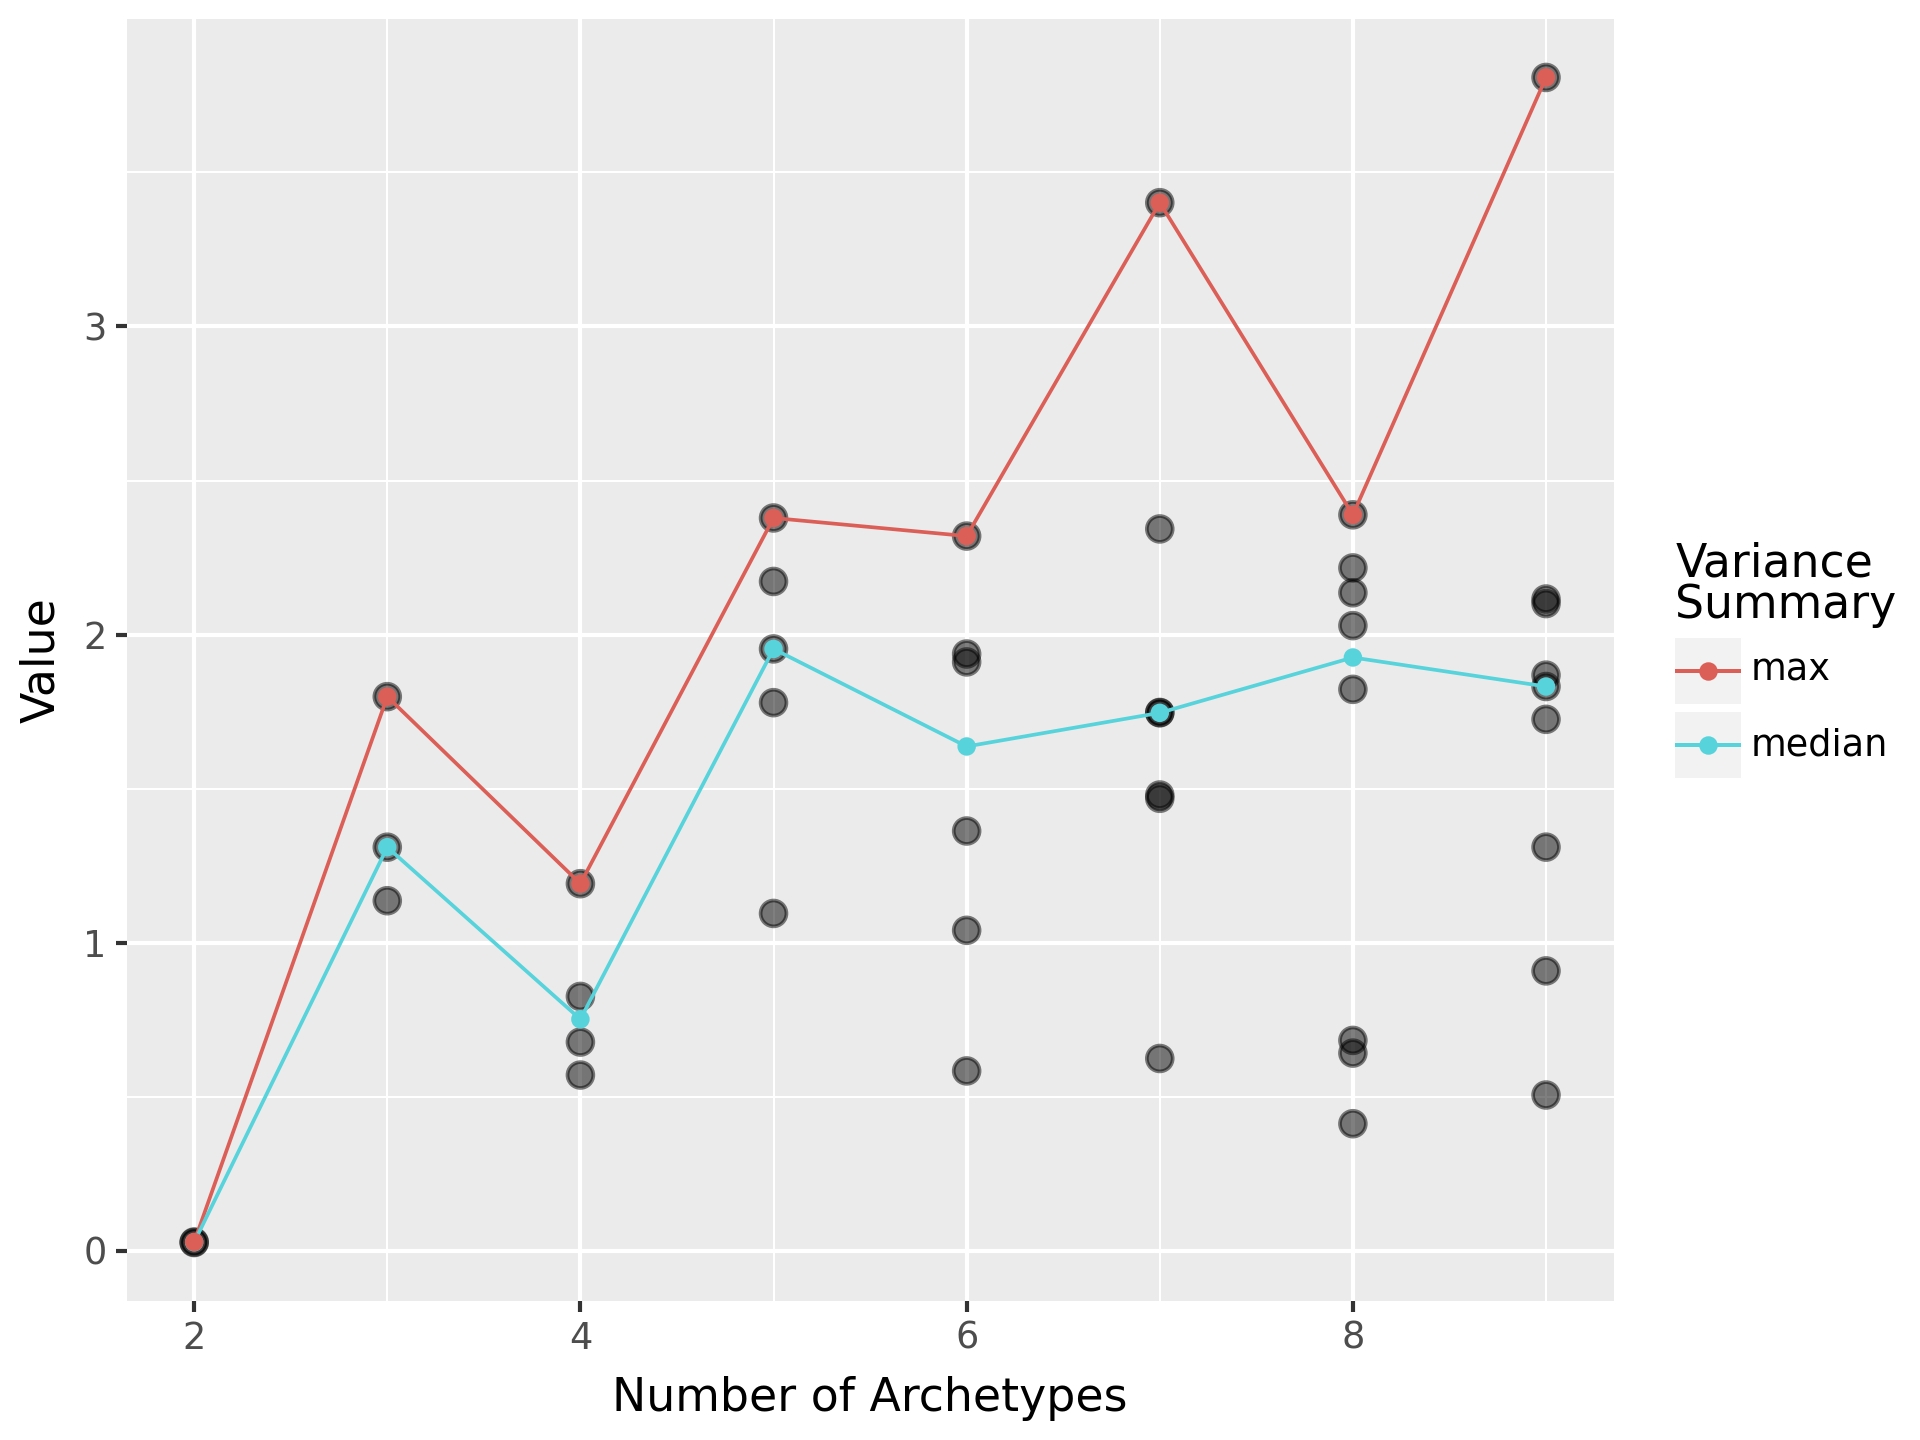 3
2
1
0
2
4
6
8
Value
Number of Archetypes
Variance
Summary
max
median